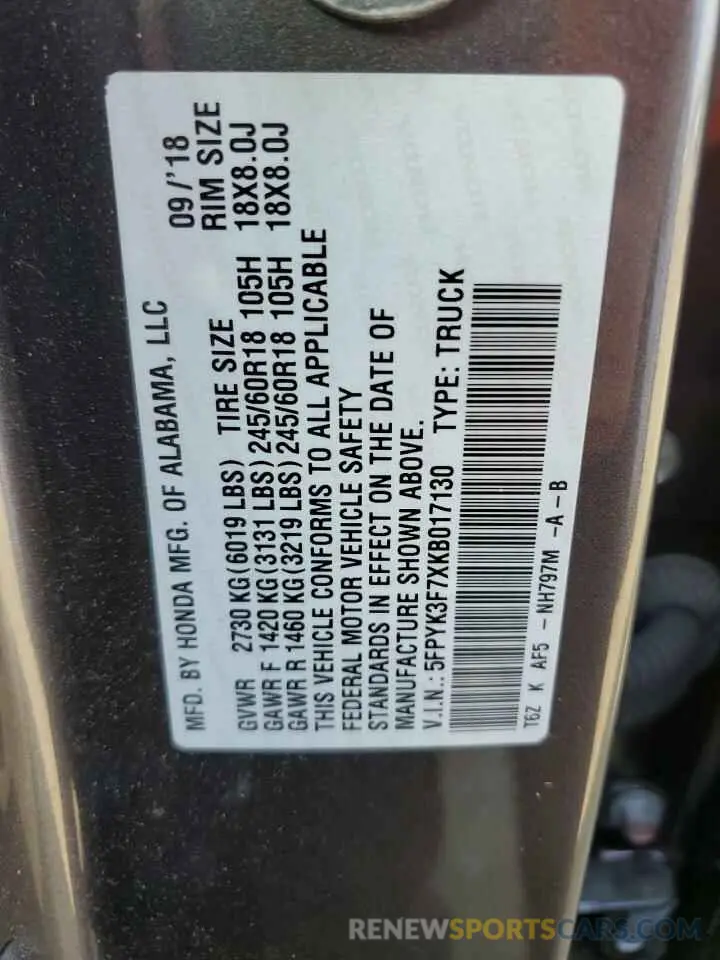 MFD. BY HONDA MFG. OF ALABAMA, LLC 09/'18
GVWR 2730 KG(6019 LBS) TIRE SIZE RIM SIZE
GAWR F 1420 KG(3131 LBS) 245/60R18 105H 18X8.0J
GAWR R 1460 KG(3219 LBS) 245/60R18 105H 18X8.0J
THIS VEHICLE CONFORMS TO ALL APPLICABLE
FEDERAL MOTOR VEHICLE SAFETY
STANDARDS IN EFFECT ON THE DATE OF
MANUFACTURE SHOWN ABOVE.
V.I.N.: 5FPYK3F7XKB017130 TYPE: TRUCK
T6Z K AF5 -NH797M -A-B
RENEWSPORTSCARS.COM